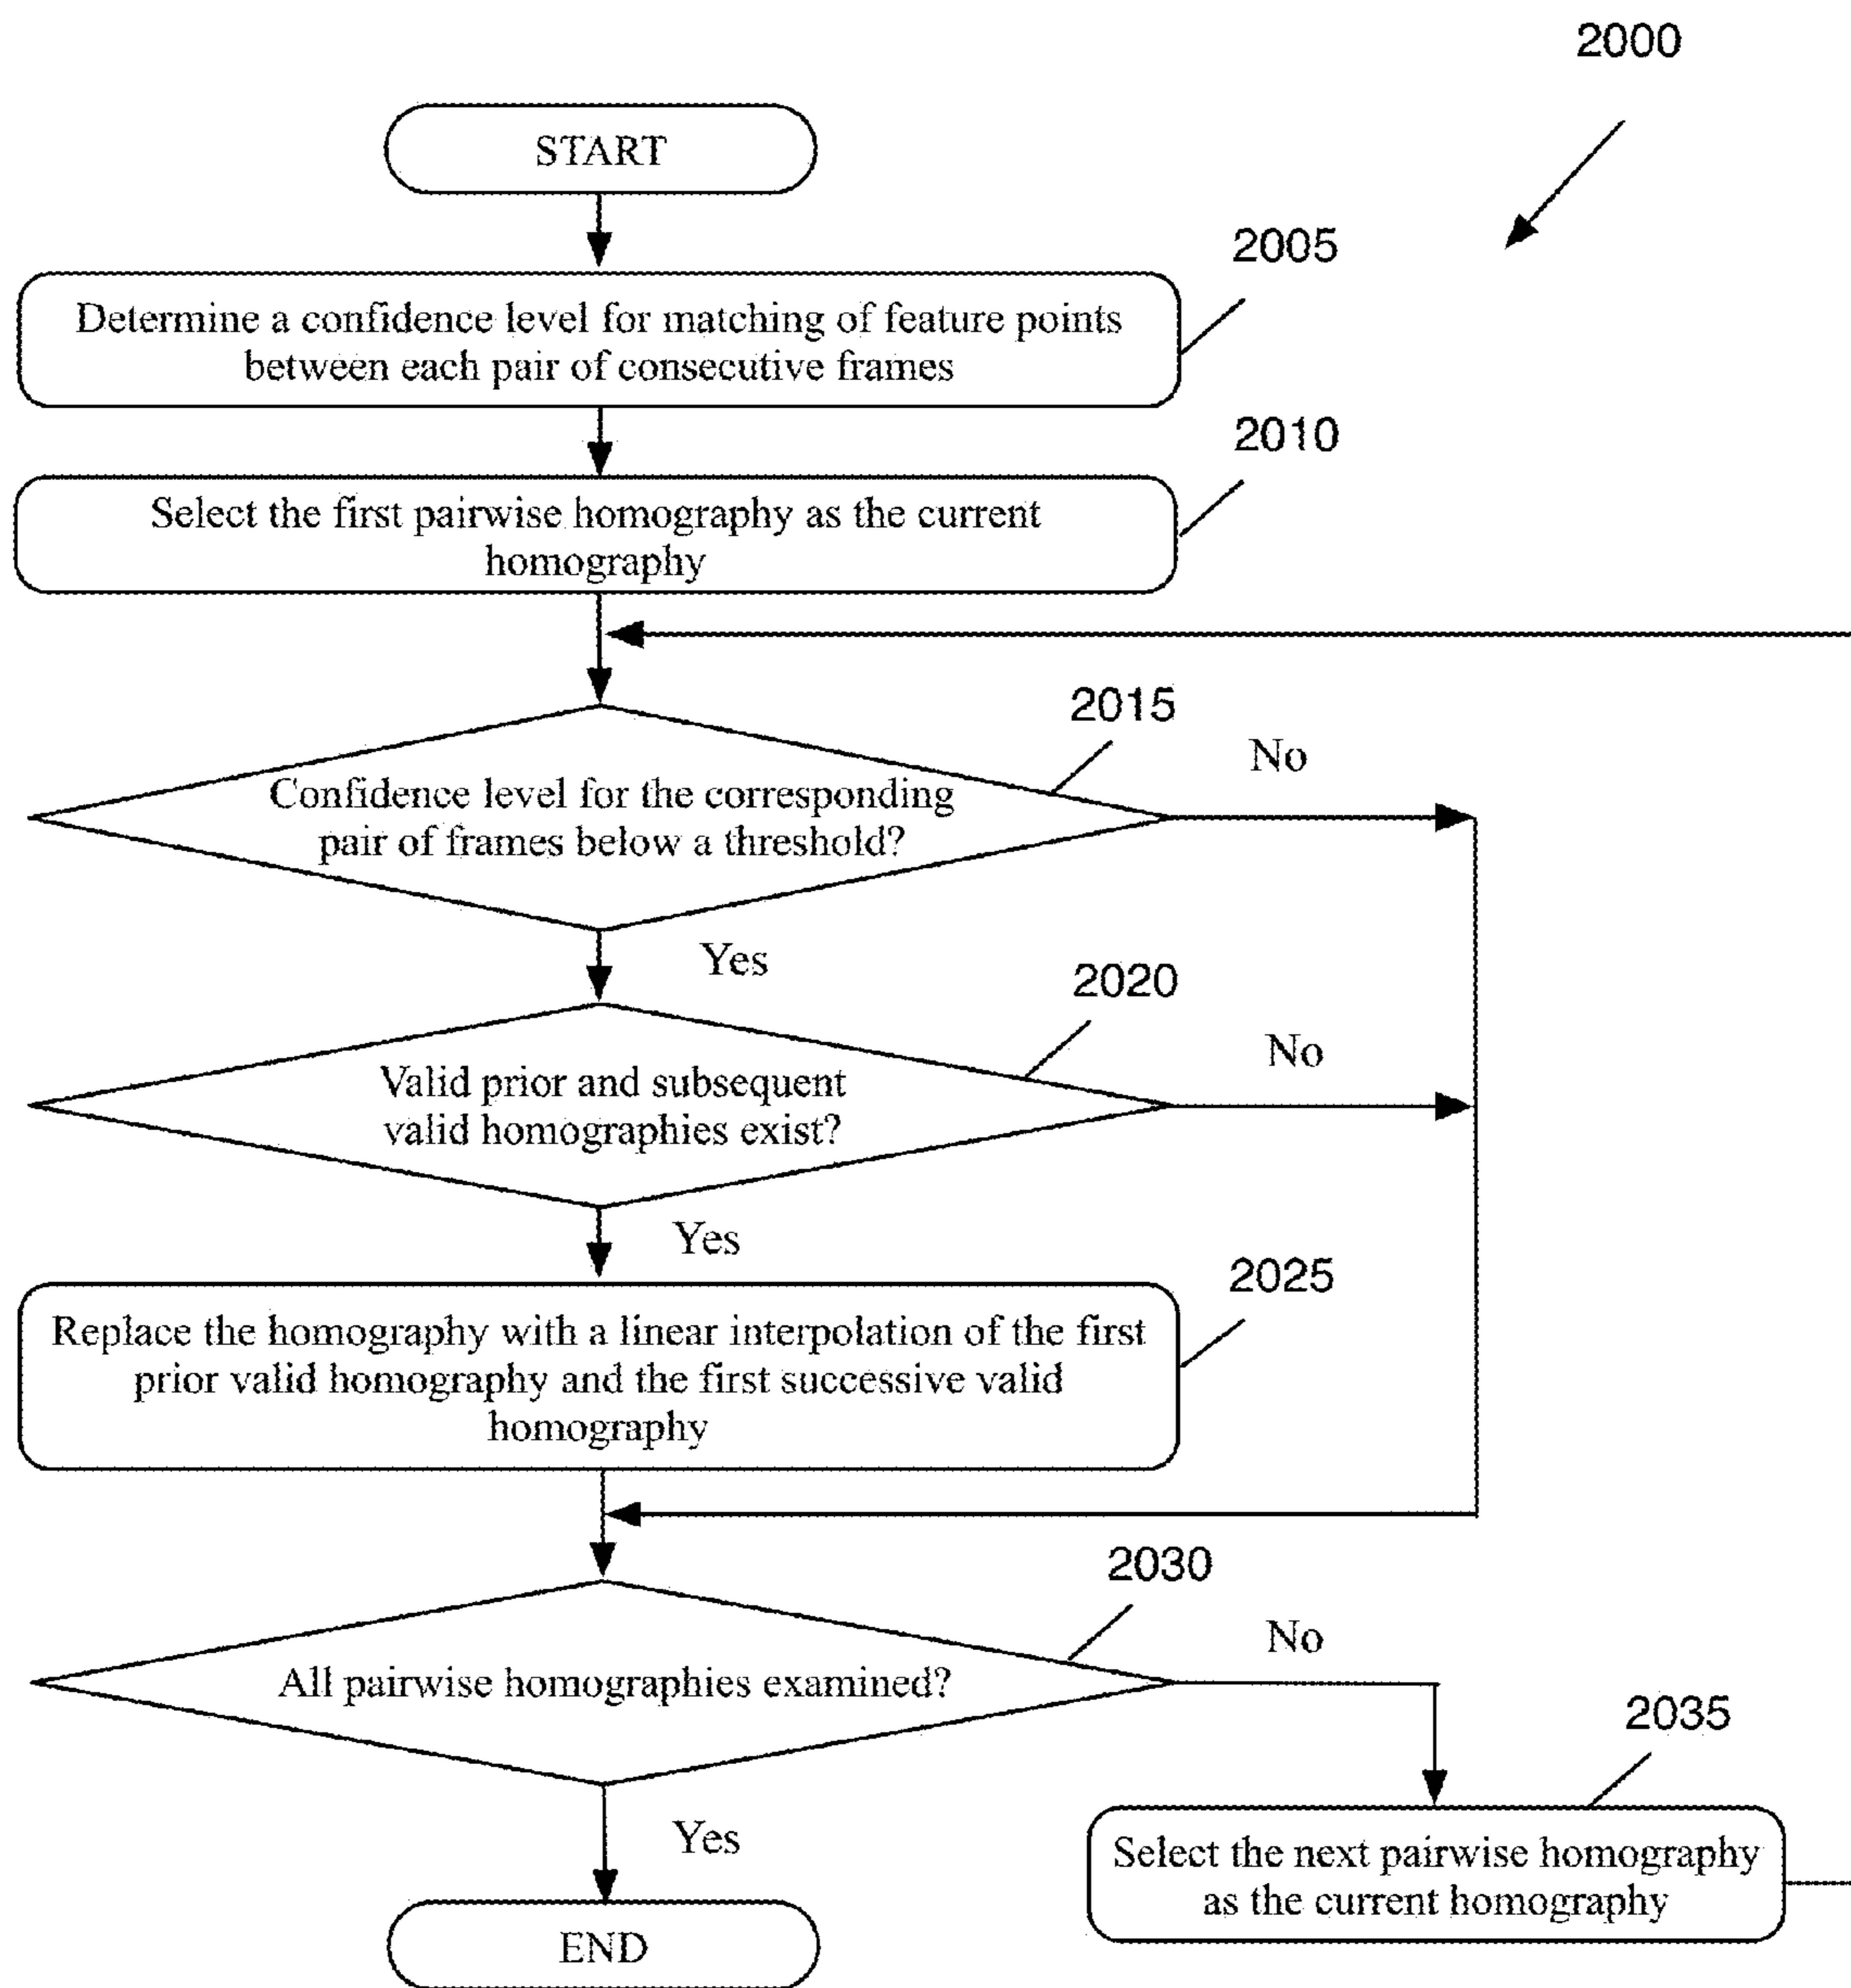 2000
START
2005
Determine a confidence level for matching of feature points
between each pair of consecutive frames
2010
Select the first pairwise homography as the current
homography
2015
No
Confidence level for the corresponding
pair of frames below a threshold?
Yes
2020
No
Valid prior and subsequent
valid homographies exist?
Yes
2025
Replace the homography with a linear interpolation of the first
prior valid homography and the first successive valid
homography
2030
No
All pairwise homographies examined?
2035
Yes
Select the next pairwise homography
as the current homography
END